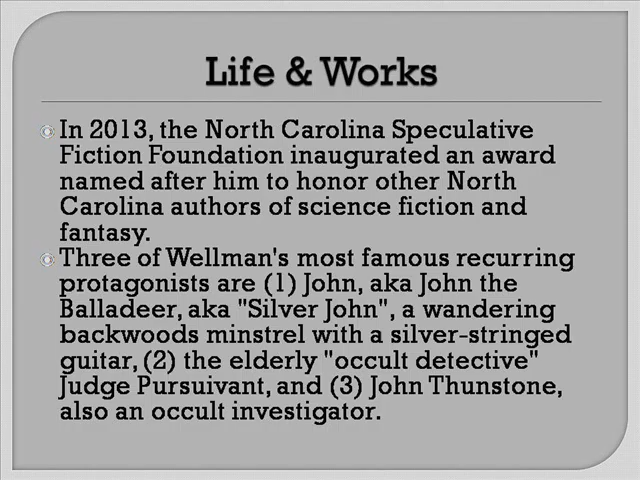 Life & Works
In 2013, the North Carolina Speculative
Fiction Foundation inaugurated an award
named after him to honor other North
Carolina authors of science fiction and
fantasy.
Three of Wellman's most famous recurring
protagonists are (1) John, aka John the
Balladeer, aka "Silver John", a wandering
backwoods minstrel with a silver-stringed
guitar, (2) the elderly "occult detective"
Judge Pursuivant, and (3) John Thunstone,
also an occult investigator.